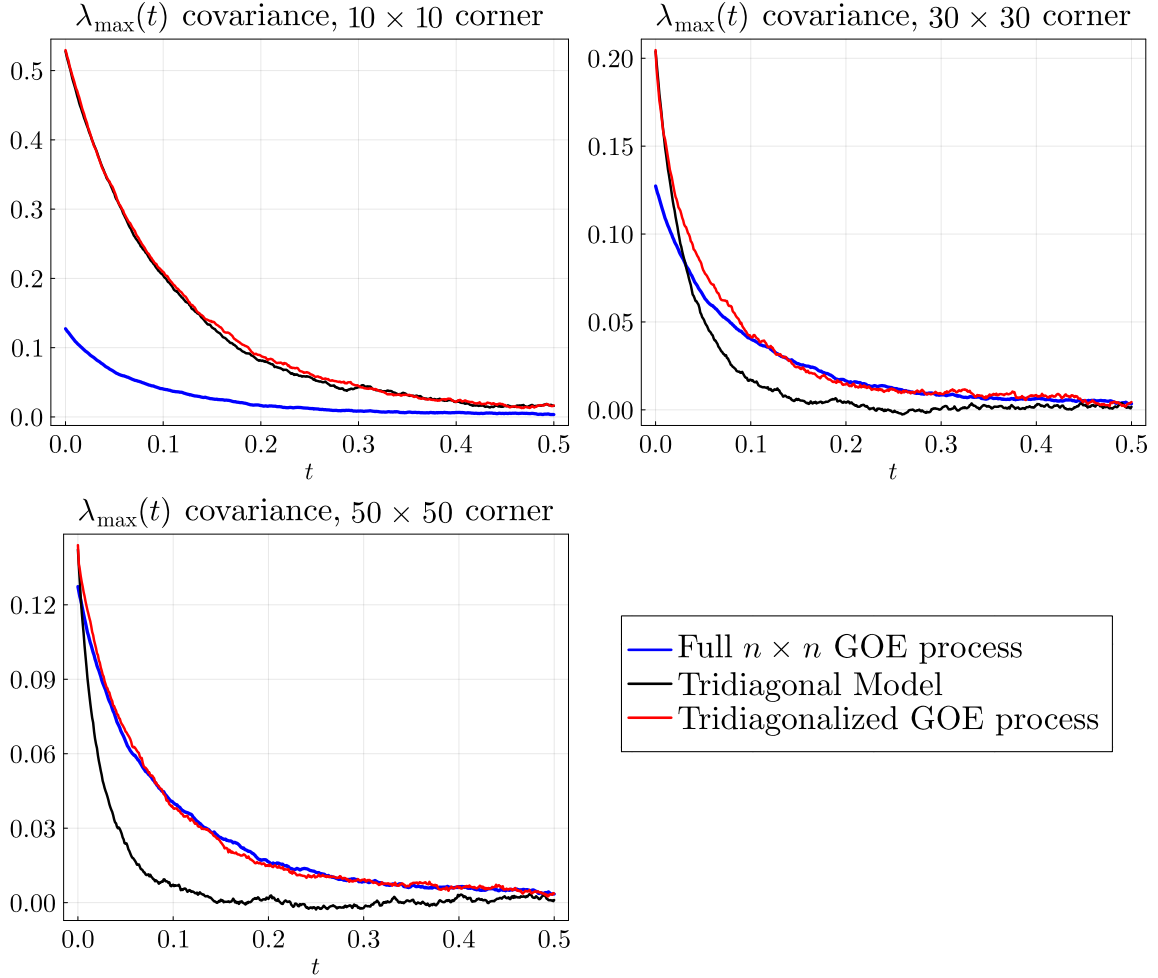 λmax(t) covariance, 10 × 10 corner
0.5
0.4
0.3
0.2
0.1
0.0
0.0 0.1 0.2 0.3 0.4 0.5
t
λmax(t) covariance, 30 × 30 corner
0.20
0.15
0.10
0.05
0.00
0.0 0.1 0.2 0.3 0.4 0.5
t
λmax(t) covariance, 50 × 50 corner
0.12
0.09
0.06
0.03
0.00
0.0 0.1 0.2 0.3 0.4 0.5
t
Full n × n GOE process
Tridiagonal Model
Tridiagonalized GOE process